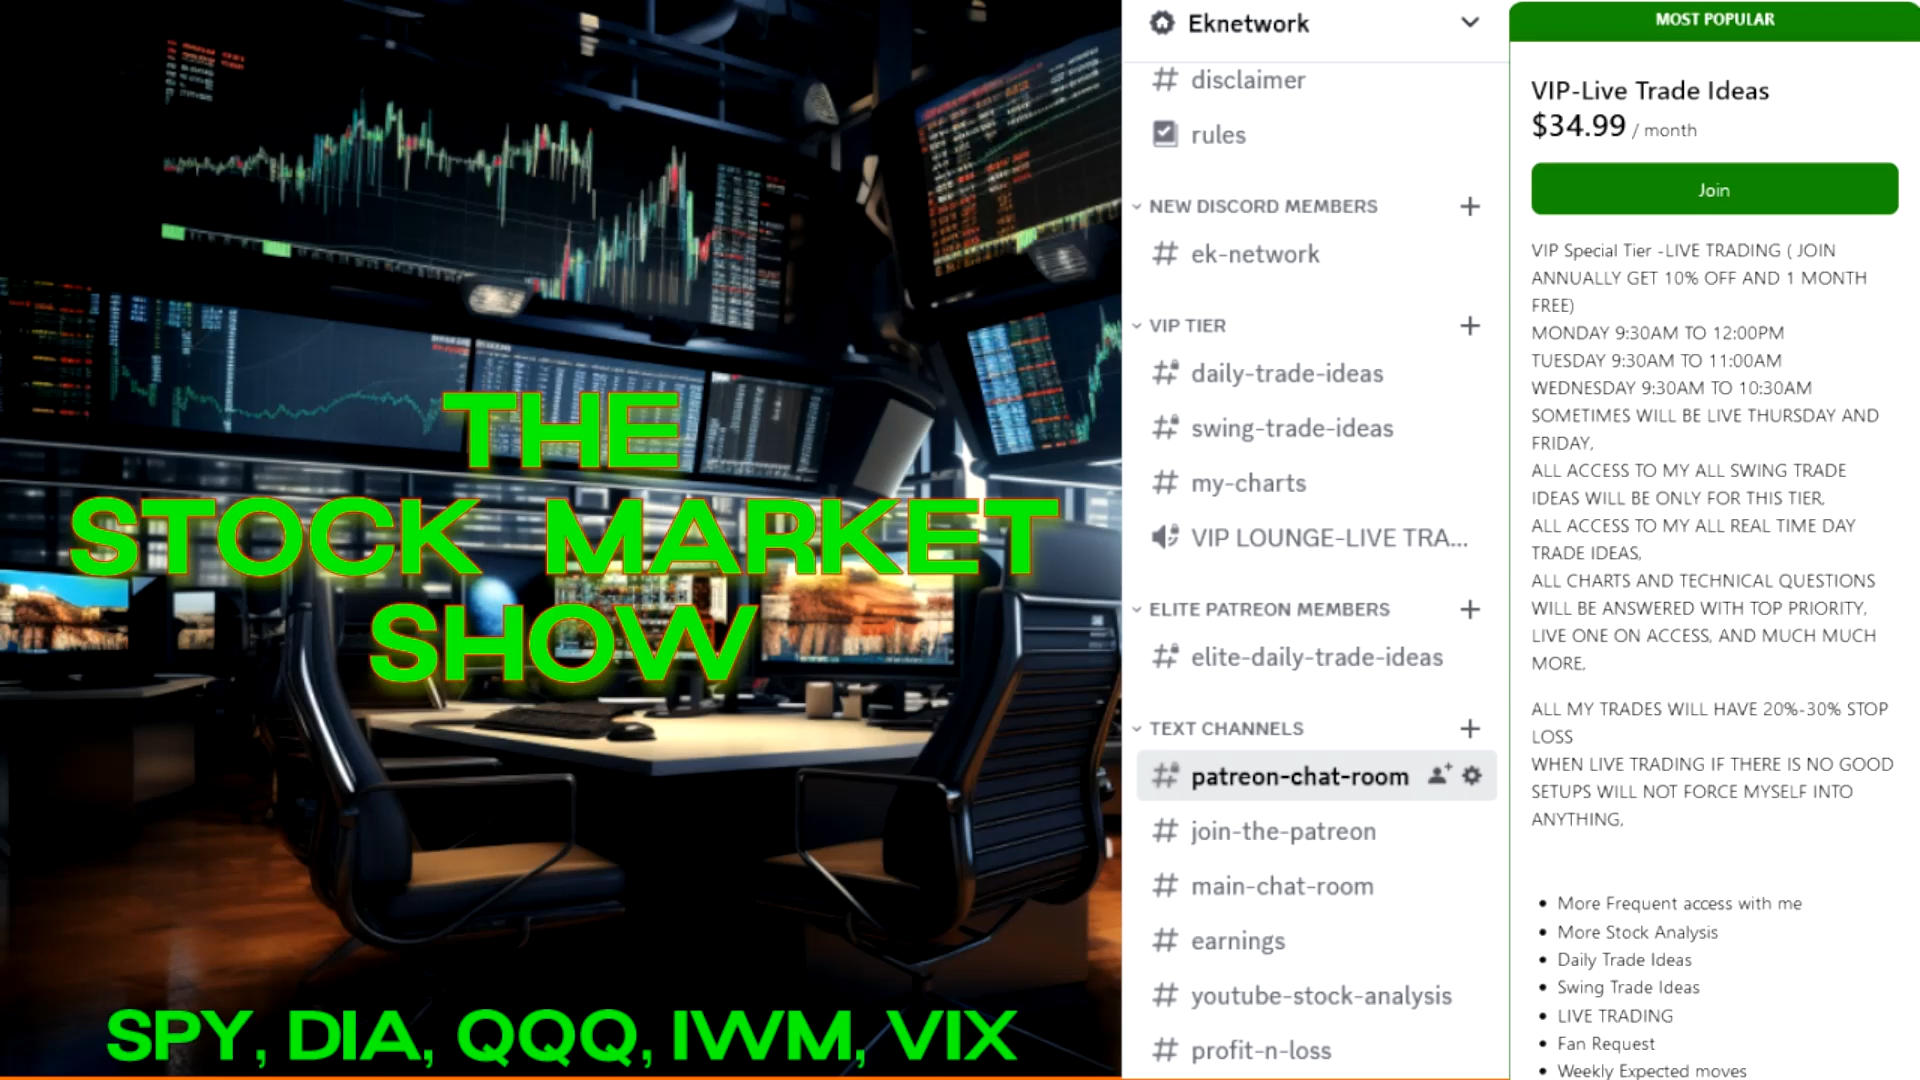 THE
STOCK MARKET
SHOW
SPY, DIA, QQQ, IWM, VIX
Eknetwork
disclaimer
rules
NEW DISCORD MEMBERS
ek-network
VIP TIER
daily-trade-ideas
swing-trade-ideas
my-charts
VIP LOUNGE-LIVE TRA...
ELITE PATREON MEMBERS
elite-daily-trade-ideas
TEXT CHANNELS
patreon-chat-room
join-the-patreon
main-chat-room
earnings
youtube-stock-analysis
profit-n-loss
MOST POPULAR
VIP-Live Trade Ideas
$34.99 / month
Join
VIP Special Tier -LIVE TRADING ( JOIN
ANNUALLY GET 10% OFF AND 1 MONTH
FREE)
MONDAY 9:30AM TO 12:00PM
TUESDAY 9:30AM TO 11:00AM
WEDNESDAY 9:30AM TO 10:30AM
SOMETIMES WILL BE LIVE THURSDAY AND
FRIDAY,
ALL ACCESS TO MY ALL SWING TRADE
IDEAS WILL BE ONLY FOR THIS TIER,
ALL ACCESS TO MY ALL REAL TIME DAY
TRADE IDEAS,
ALL CHARTS AND TECHNICAL QUESTIONS
WILL BE ANSWERED WITH TOP PRIORITY,
LIVE ONE ON ACCESS, AND MUCH MUCH
MORE,
ALL MY TRADES WILL HAVE 20%-30% STOP
LOSS
WHEN LIVE TRADING IF THERE IS NO GOOD
SETUPS WILL NOT FORCE MYSELF INTO
ANYTHING,
• More Frequent access with me
• More Stock Analysis
• Daily Trade Ideas
• Swing Trade Ideas
• LIVE TRADING
• Fan Request
• Weekly Expected moves